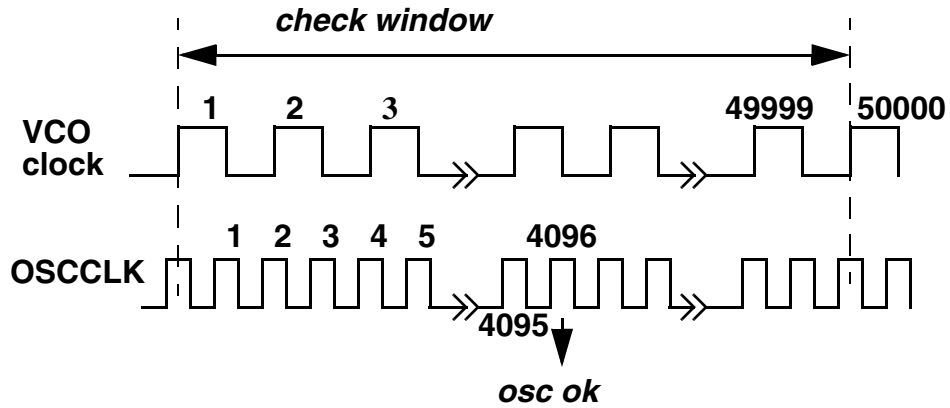 check window
1 2 3 49999 50000
VCO
clock
1 2 3 4 5 4096
OSCCLK
4095
osc ok